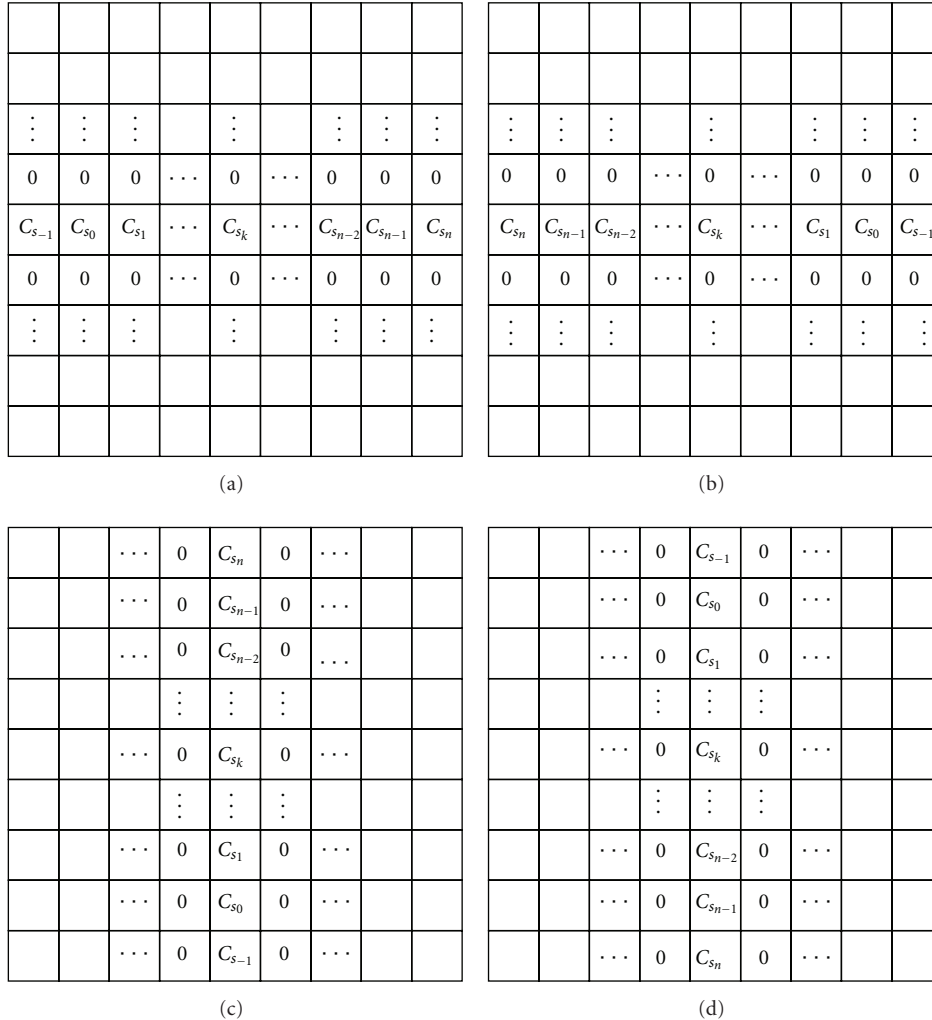 ⋮ ⋮ ⋮ ⋮ ⋮ ⋮ ⋮
0 0 0 ··· 0 ··· 0 0 0
C_{s_{-1}} C_{s_0} C_{s_1} ··· C_{s_k} ··· C_{s_{n-2}} C_{s_{n-1}} C_{s_n}
0 0 0 ··· 0 ··· 0 0 0
⋮ ⋮ ⋮ ⋮ ⋮ ⋮ ⋮
(a)
⋮ ⋮ ⋮ ⋮ ⋮ ⋮ ⋮
0 0 0 ··· 0 ··· 0 0 0
C_{s_n} C_{s_{n-1}} C_{s_{n-2}} ··· C_{s_k} ··· C_{s_1} C_{s_0} C_{s_{-1}}
0 0 0 ··· 0 ··· 0 0 0
⋮ ⋮ ⋮ ⋮ ⋮ ⋮ ⋮
(b)
··· 0 C_{s_n} 0 ···
··· 0 C_{s_{n-1}} 0 ···
··· 0 C_{s_{n-2}} 0 ···
⋮ ⋮ ⋮
··· 0 C_{s_k} 0 ···
⋮ ⋮ ⋮
··· 0 C_{s_1} 0 ···
··· 0 C_{s_0} 0 ···
··· 0 C_{s_{-1}} 0 ···
(c)
··· 0 C_{s_{-1}} 0 ···
··· 0 C_{s_0} 0 ···
··· 0 C_{s_1} 0 ···
⋮ ⋮ ⋮
··· 0 C_{s_k} 0 ···
⋮ ⋮ ⋮
··· 0 C_{s_{n-2}} 0 ···
··· 0 C_{s_{n-1}} 0 ···
··· 0 C_{s_n} 0 ···
(d)